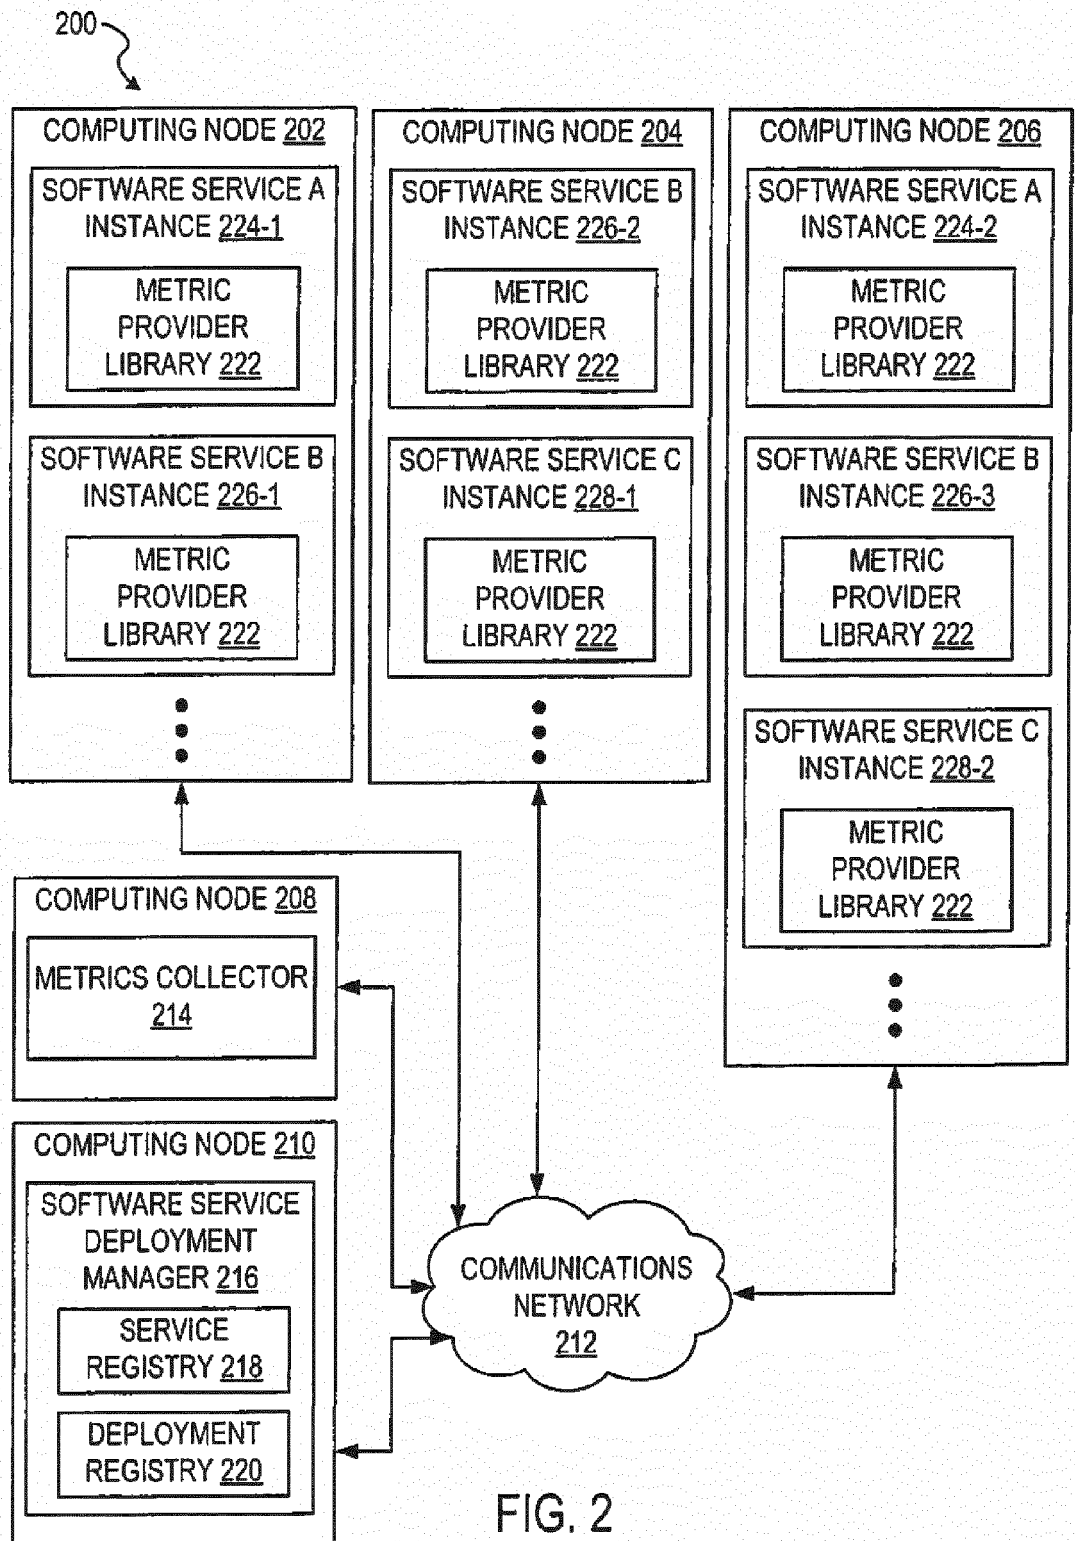 200
COMPUTING NODE 202
SOFTWARE SERVICE A
INSTANCE 224-1
METRIC
PROVIDER
LIBRARY 222
SOFTWARE SERVICE B
INSTANCE 226-1
METRIC
PROVIDER
LIBRARY 222
COMPUTING NODE 204
SOFTWARE SERVICE B
INSTANCE 226-2
METRIC
PROVIDER
LIBRARY 222
SOFTWARE SERVICE C
INSTANCE 228-1
METRIC
PROVIDER
LIBRARY 222
COMPUTING NODE 206
SOFTWARE SERVICE A
INSTANCE 224-2
METRIC
PROVIDER
LIBRARY 222
SOFTWARE SERVICE B
INSTANCE 226-3
METRIC
PROVIDER
LIBRARY 222
SOFTWARE SERVICE C
INSTANCE 228-2
METRIC
PROVIDER
LIBRARY 222
COMPUTING NODE 208
METRICS COLLECTOR
214
COMPUTING NODE 210
SOFTWARE SERVICE
DEPLOYMENT
MANAGER 216
SERVICE
REGISTRY 218
DEPLOYMENT
REGISTRY 220
COMMUNICATIONS
NETWORK
212
FIG. 2